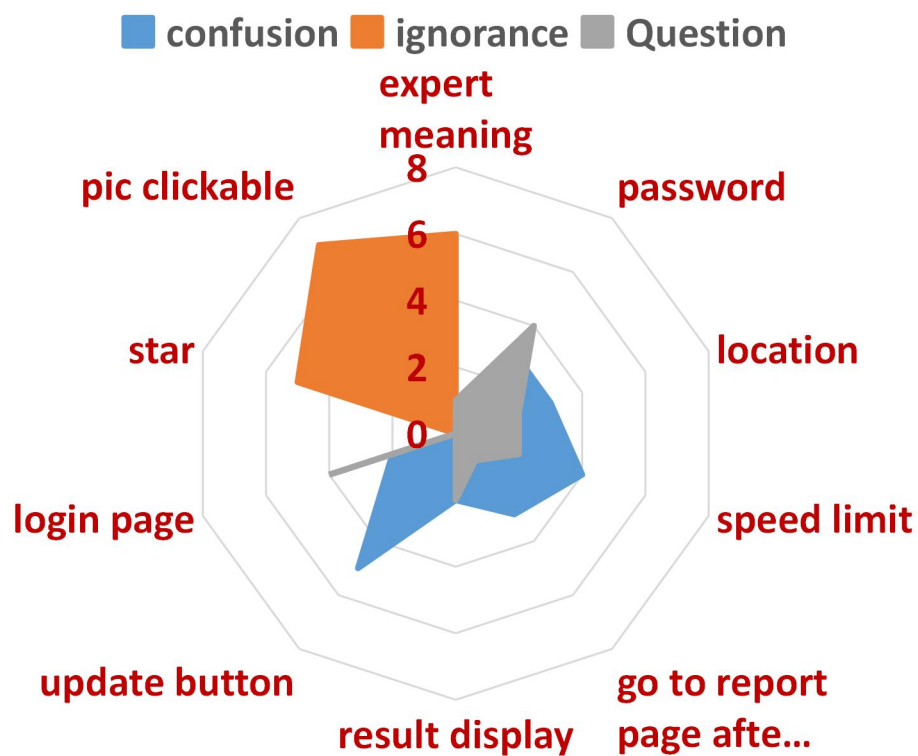 confusion ignorance Question
expert
meaning
8
pic clickable
password
6
4
star
location
2
0
login page
speed limit
update button
go to report
result display
page afte...